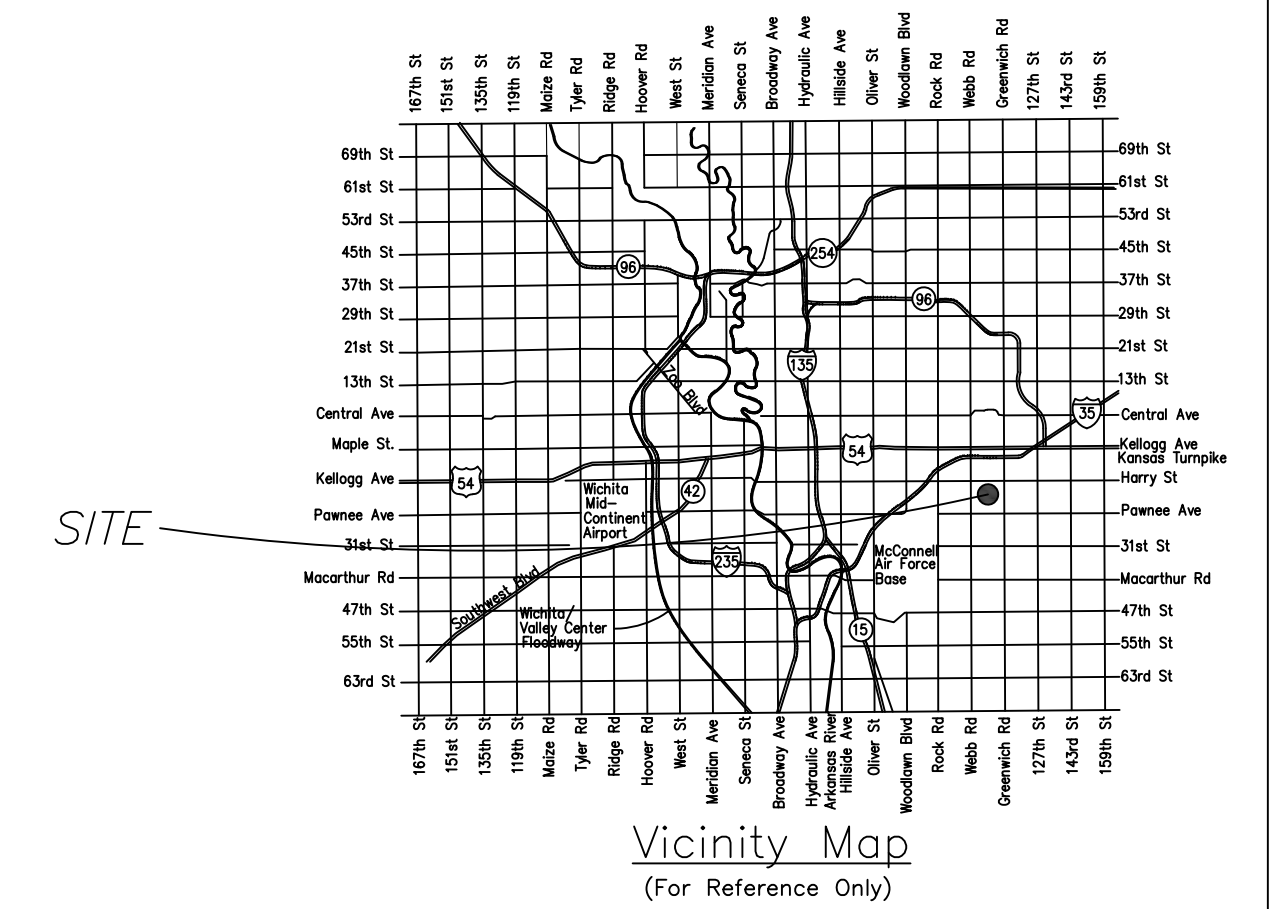 167th St
151st St
135th St
119th St
Maize Rd
Tyler Rd
Ridge Rd
Hoover Rd
West St
Meridian Ave
Seneca St
Broadway Ave
Hydraulic Ave
Hillside Ave
Oliver St
Woodlawn Blvd
Rock Rd
Webb Rd
Greenwich Rd
127th St
143rd St
159th St
69th St
61st St
53rd St
45th St
37th St
29th St
21st St
13th St
Central Ave
Maple St.
Kellogg Ave
Pawnee Ave
31st St
Macarthur Rd
47th St
55th St
63rd St
69th St
61st St
53rd St
45th St
37th St
29th St
21st St
13th St
Central Ave
Kellogg Ave
Kansas Turnpike
Harry St
Pawnee Ave
31st St
Macarthur Rd
47th St
55th St
63rd St
254
96
96
135
Zoo Blvd
35
54
54
42
Wichita
Mid-
Continent
Airport
SITE
235
McConnell
Air Force
Base
Southwest Blvd
Wichita/
Valley Center
Floodway
15
167th St
151st St
135th St
119th St
Maize Rd
Tyler Rd
Ridge Rd
Hoover Rd
West St
Meridian Ave
Seneca St
Broadway Ave
Hydraulic Ave
Arkansas River
Hillside Ave
Oliver St
Woodlawn Blvd
Rock Rd
Webb Rd
Greenwich Rd
127th St
143rd St
159th St
Vicinity Map
(For Reference Only)